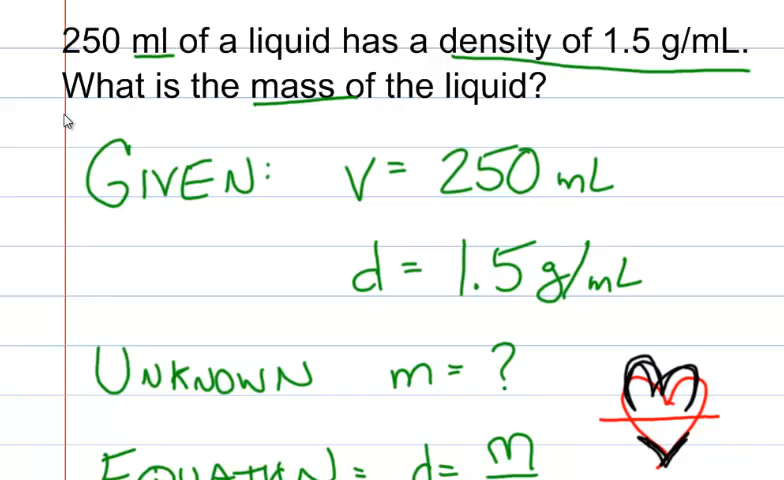 250 ml of a liquid has a density of 1.5 g/mL.
What is the mass of the liquid?
GIVEN: V = 250 mL
d = 1.5 g/mL
UNKNOWN m = ?
EQUATION = d = m